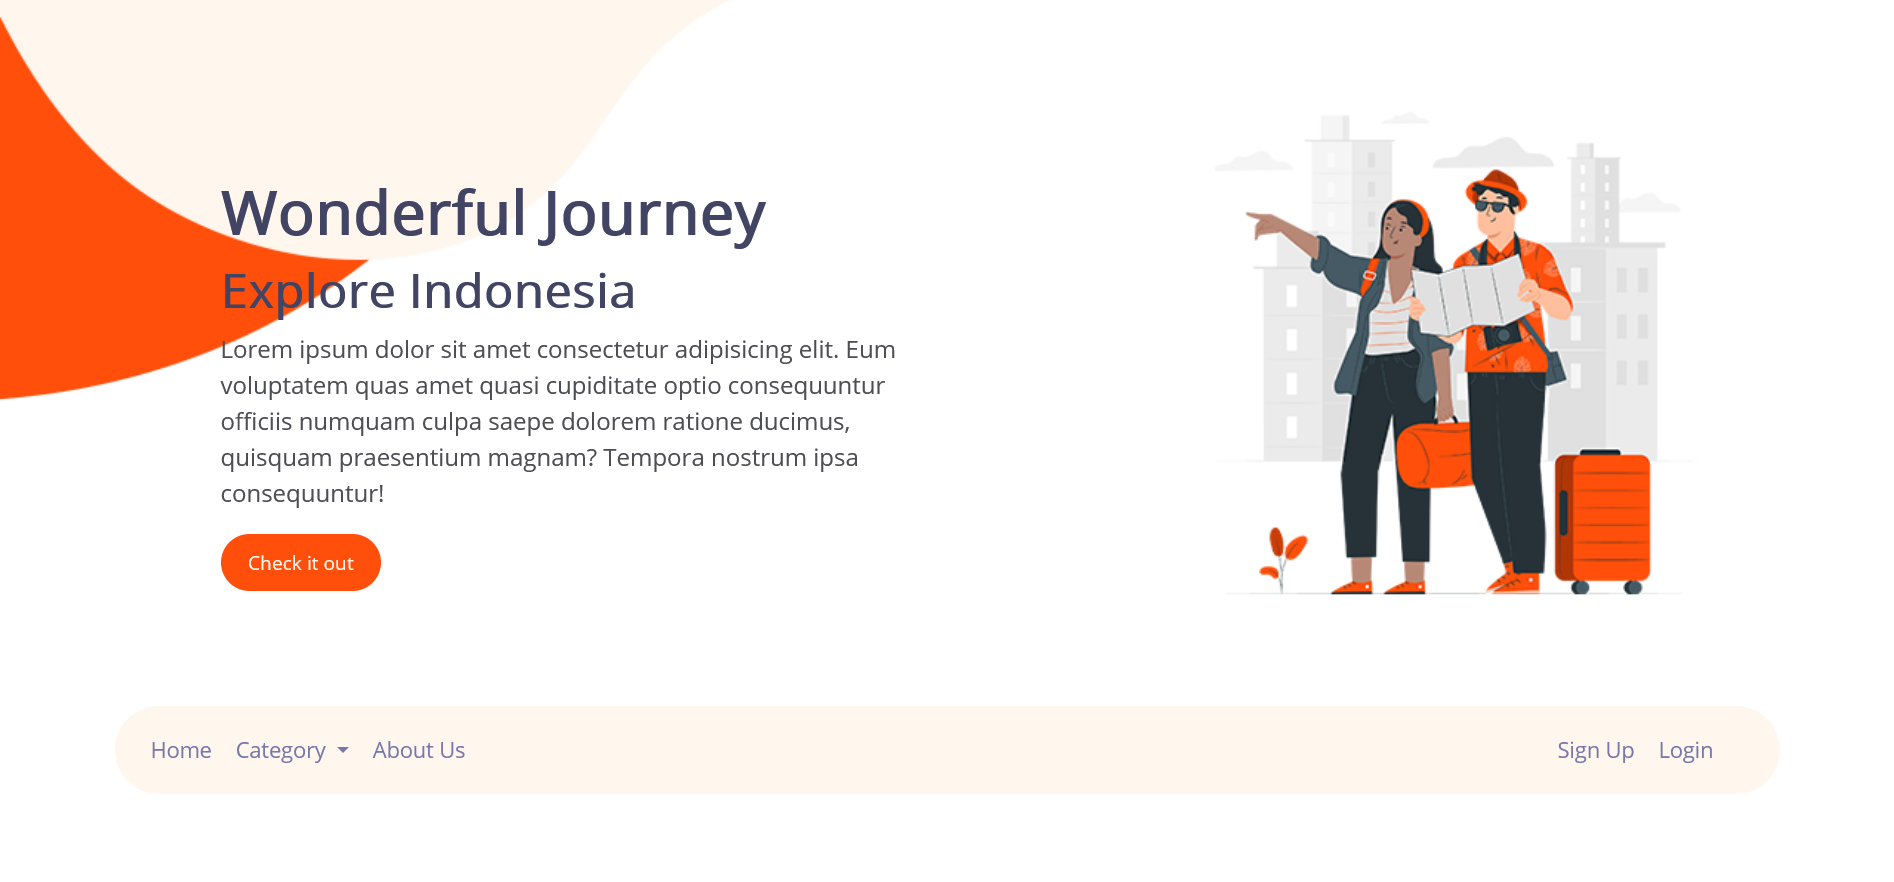 Wonderful Journey
Explore Indonesia
Lorem ipsum dolor sit amet consectetur adipisicing elit. Eum
voluptatem quas amet quasi cupiditate optio consequuntur
officiis numquam culpa saepe dolorem ratione ducimus,
quisquam praesentium magnam? Tempora nostrum ipsa
consequuntur!
Check it out
Home Category About Us Sign Up Login